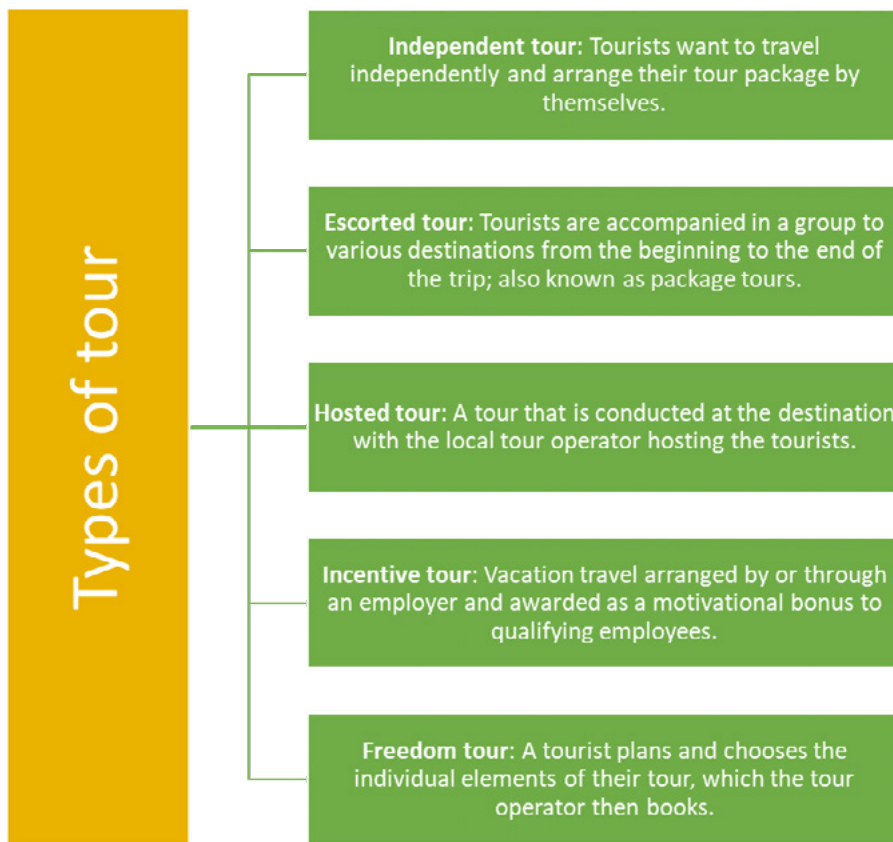 Types of tour
Independent tour: Tourists want to travel
independently and arrange their tour package by
themselves.
Escorted tour: Tourists are accompanied in a group to
various destinations from the beginning to the end of
the trip; also known as package tours.
Hosted tour: A tour that is conducted at the destination
with the local tour operator hosting the tourists.
Incentive tour: Vacation travel arranged by or through
an employer and awarded as a motivational bonus to
qualifying employees.
Freedom tour: A tourist plans and chooses the
individual elements of their tour, which the tour
operator then books.